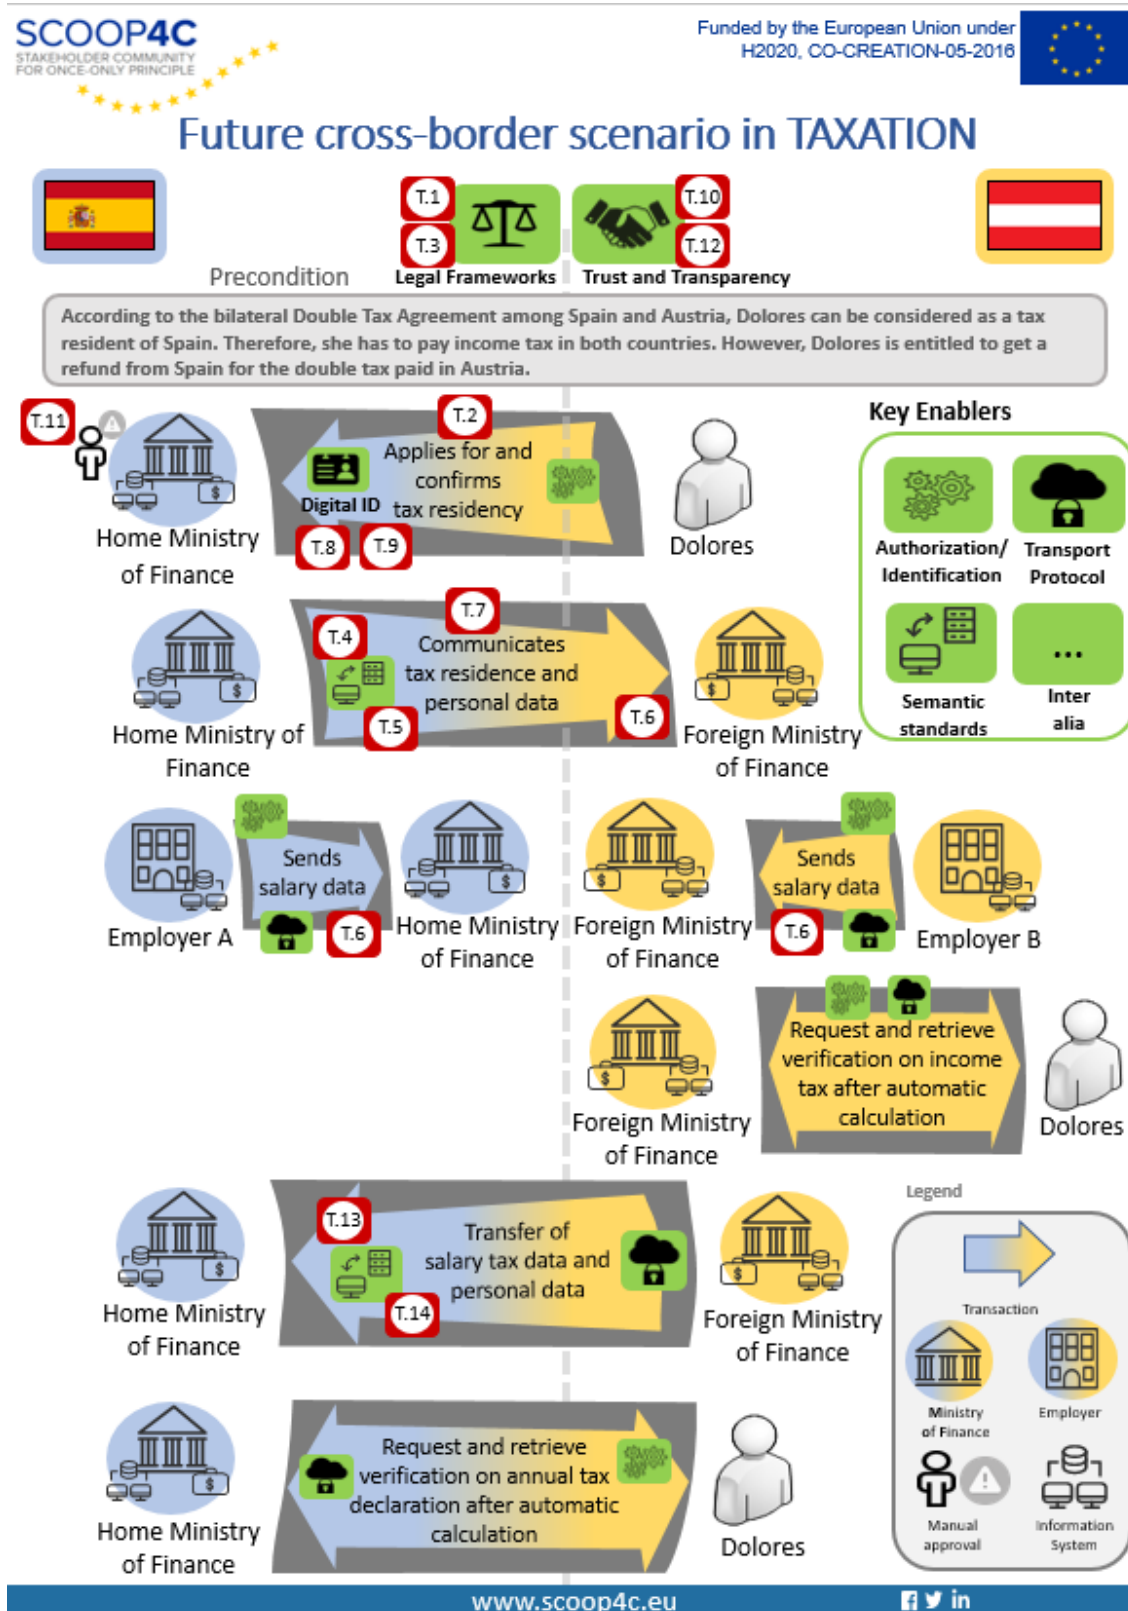 SCOOP4C
STAKEHOLDER COMMUNITY
FOR ONCE-ONLY PRINCIPLE
Funded by the European Union under
H2020, CO-CREATION-05-2016
Future cross-border scenario in TAXATION
T.1
T.3
T.10
T.12
Precondition
Legal Frameworks
Trust and Transparency
According to the bilateral Double Tax Agreement among Spain and Austria, Dolores can be considered as a tax
resident of Spain. Therefore, she has to pay income tax in both countries. However, Dolores is entitled to get a
refund from Spain for the double tax paid in Austria.
T.11
T.2
Applies for and
confirms
tax residency
Digital ID
T.8
T.9
Home Ministry
of Finance
Dolores
Key Enablers
Authorization/
Identification
Transport
Protocol
Semantic
standards
...
Inter
alia
T.7
T.4
Communicates
tax residence and
personal data
T.5
T.6
Home Ministry of
Finance
Foreign Ministry
of Finance
Sends
salary data
T.6
Employer A
Home Ministry
of Finance
Sends
salary data
T.6
Foreign Ministry
of Finance
Employer B
Request and retrieve
verification on income
tax after automatic
calculation
Foreign Ministry
of Finance
Dolores
T.13
Transfer of
salary tax data and
personal data
T.14
Home Ministry
of Finance
Foreign Ministry
of Finance
Legend
Transaction
Ministry
of Finance
Employer
Manual
approval
Information
System
Request and retrieve
verification on annual tax
declaration after automatic
calculation
Home Ministry
of Finance
Dolores
www.scoop4c.eu